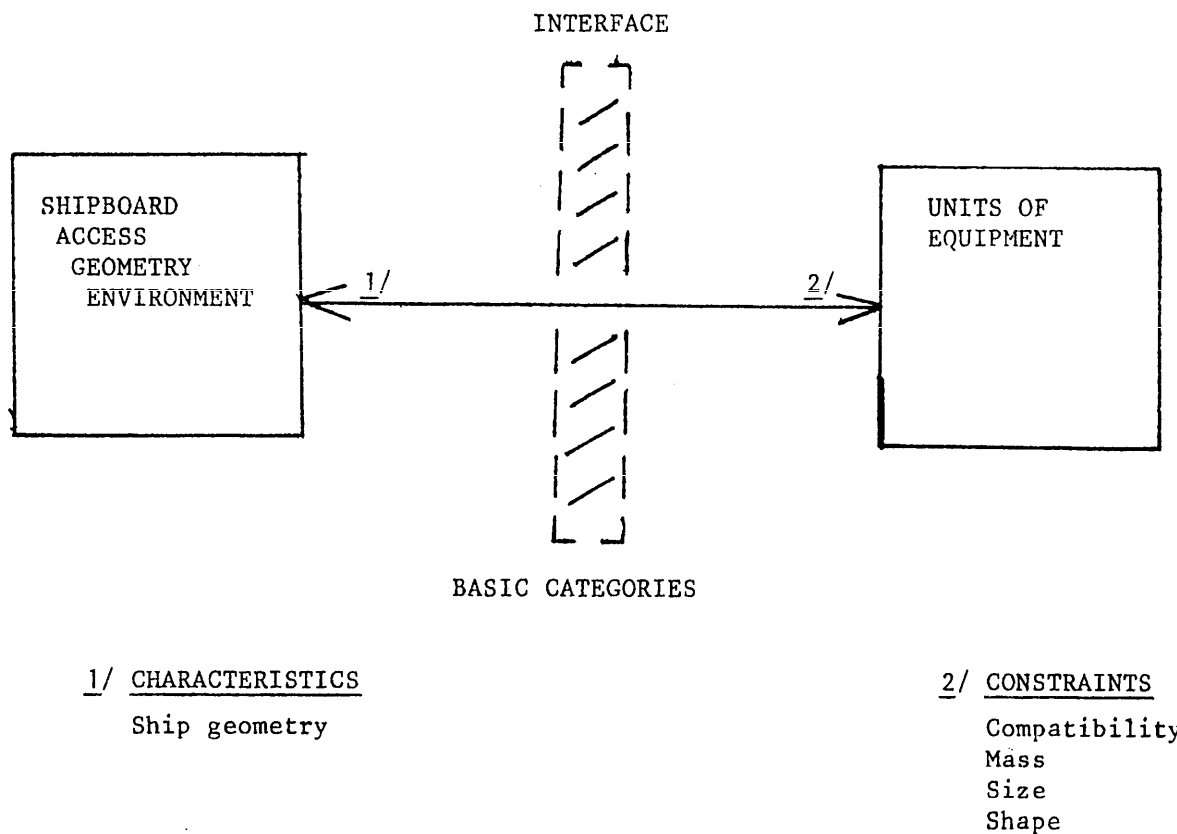 INTERFACE
SHIPBOARD
ACCESS
GEOMETRY
ENVIRONMENT
UNITS OF
EQUIPMENT
1/
2/
BASIC CATEGORIES
1/ CHARACTERISTICS
Ship geometry
2/ CONSTRAINTS
Compatibility
Mass
Size
Shape